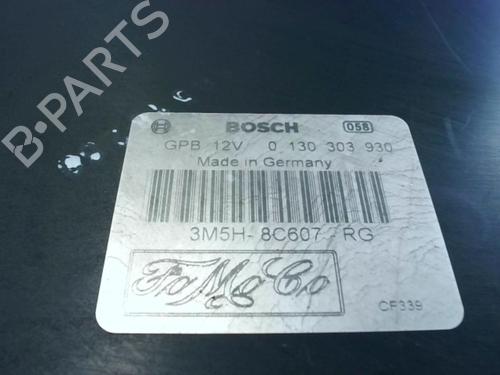 B-PARTS
BOSCH 058
GPB 12V 0 130 303 930
Made in Germany
3M5H-8C607-RG
FoMoCo
CF339